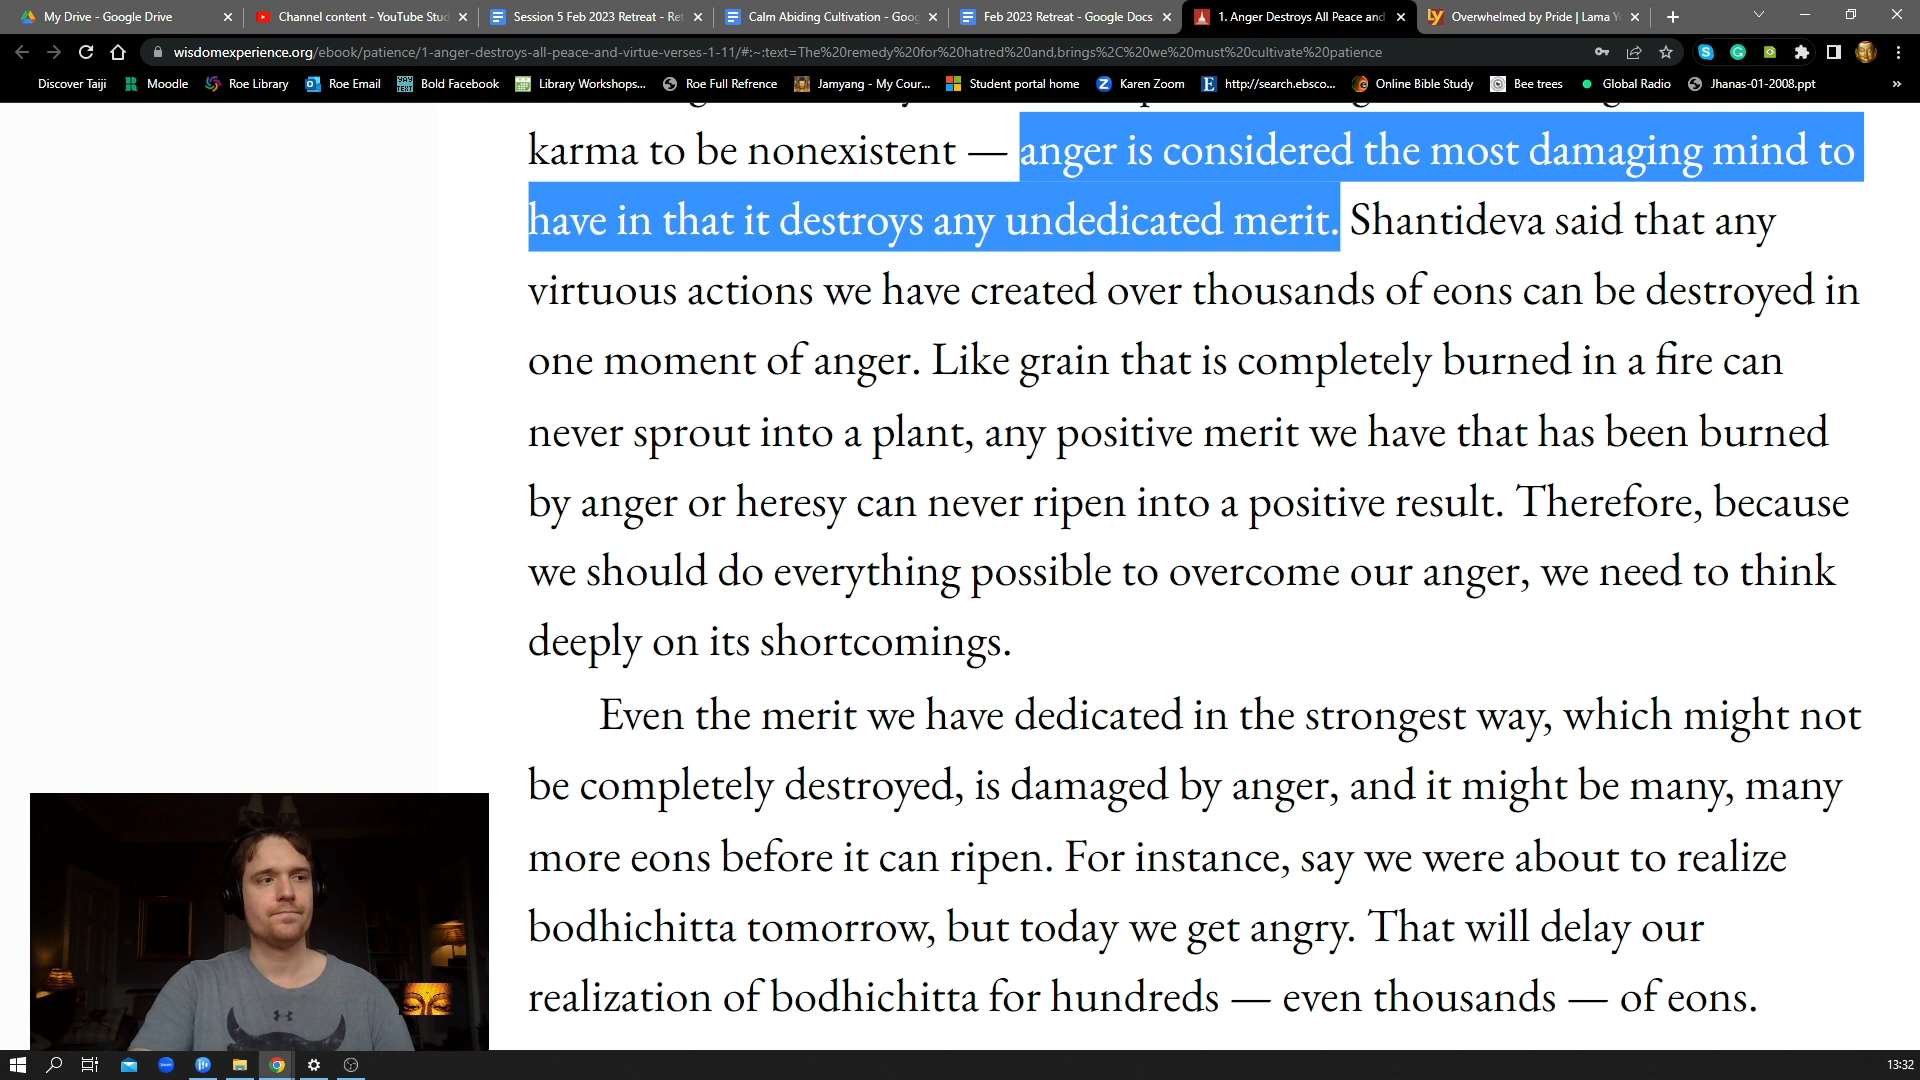 My Drive - Google Drive
Channel content - YouTube Stud
Session 5 Feb 2023 Retreat - Ret
Calm Abiding Cultivation - Goog
Feb 2023 Retreat - Google Docs
1. Anger Destroys All Peace and
Overwhelmed by Pride | Lama Y
wisdomexperience.org/ebook/patience/1-anger-destroys-all-peace-and-virtue-verses-1-11/#:~:text=The%20remedy%20for%20hatred%20and,brings%2C%20we%20must%20cultivate%20patience
Discover Taiji
Moodle
Roe Library
Roe Email
Bold Facebook
Library Workshops...
Roe Full Refrence
Jamyang - My Cour...
Student portal home
Karen Zoom
http://search.ebsco...
Online Bible Study
Bee trees
Global Radio
Jhanas-01-2008.ppt
karma to be nonexistent — anger is considered the most damaging mind to
have in that it destroys any undedicated merit. Shantideva said that any
virtuous actions we have created over thousands of eons can be destroyed in
one moment of anger. Like grain that is completely burned in a fire can
never sprout into a plant, any positive merit we have that has been burned
by anger or heresy can never ripen into a positive result. Therefore, because
we should do everything possible to overcome our anger, we need to think
deeply on its shortcomings.
Even the merit we have dedicated in the strongest way, which might not
be completely destroyed, is damaged by anger, and it might be many, many
more eons before it can ripen. For instance, say we were about to realize
bodhichitta tomorrow, but today we get angry. That will delay our
realization of bodhichitta for hundreds — even thousands — of eons.
13:32